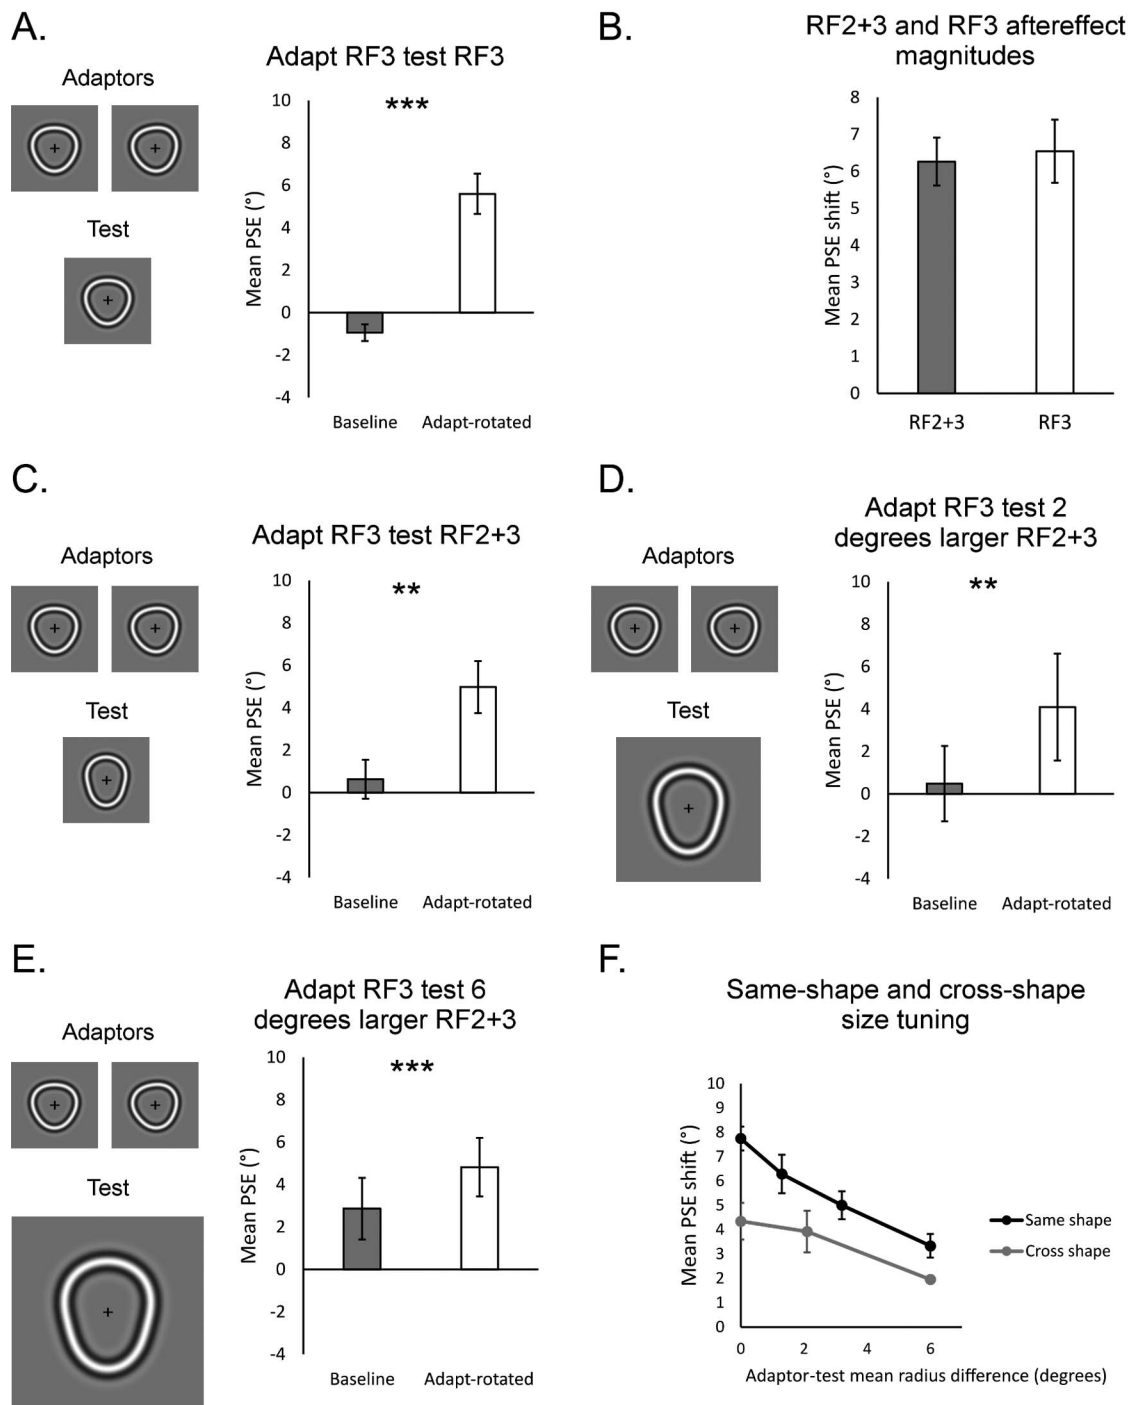 A.
Adapt RF3 test RF3
Adaptors
Test
Mean PSE (°)
10
8
6
4
2
0
-2
-4
***
Baseline
Adapt-rotated
B.
RF2+3 and RF3 aftereffect
magnitudes
Mean PSE shift (°)
8
7
6
5
4
3
2
1
0
RF2+3
RF3
C.
Adapt RF3 test RF2+3
Adaptors
Test
Mean PSE (°)
10
8
6
4
2
0
-2
-4
**
Baseline
Adapt-rotated
D.
Adapt RF3 test 2
degrees larger RF2+3
Adaptors
Test
Mean PSE (°)
10
8
6
4
2
0
-2
-4
**
Baseline
Adapt-rotated
E.
Adapt RF3 test 6
degrees larger RF2+3
Adaptors
Test
Mean PSE (°)
10
8
6
4
2
0
-2
-4
***
Baseline
Adapt-rotated
F.
Same-shape and cross-shape
size tuning
Mean PSE shift (°)
10
9
8
7
6
5
4
3
2
1
0
0 2 4 6
Adaptor-test mean radius difference (degrees)
Same shape
Cross shape